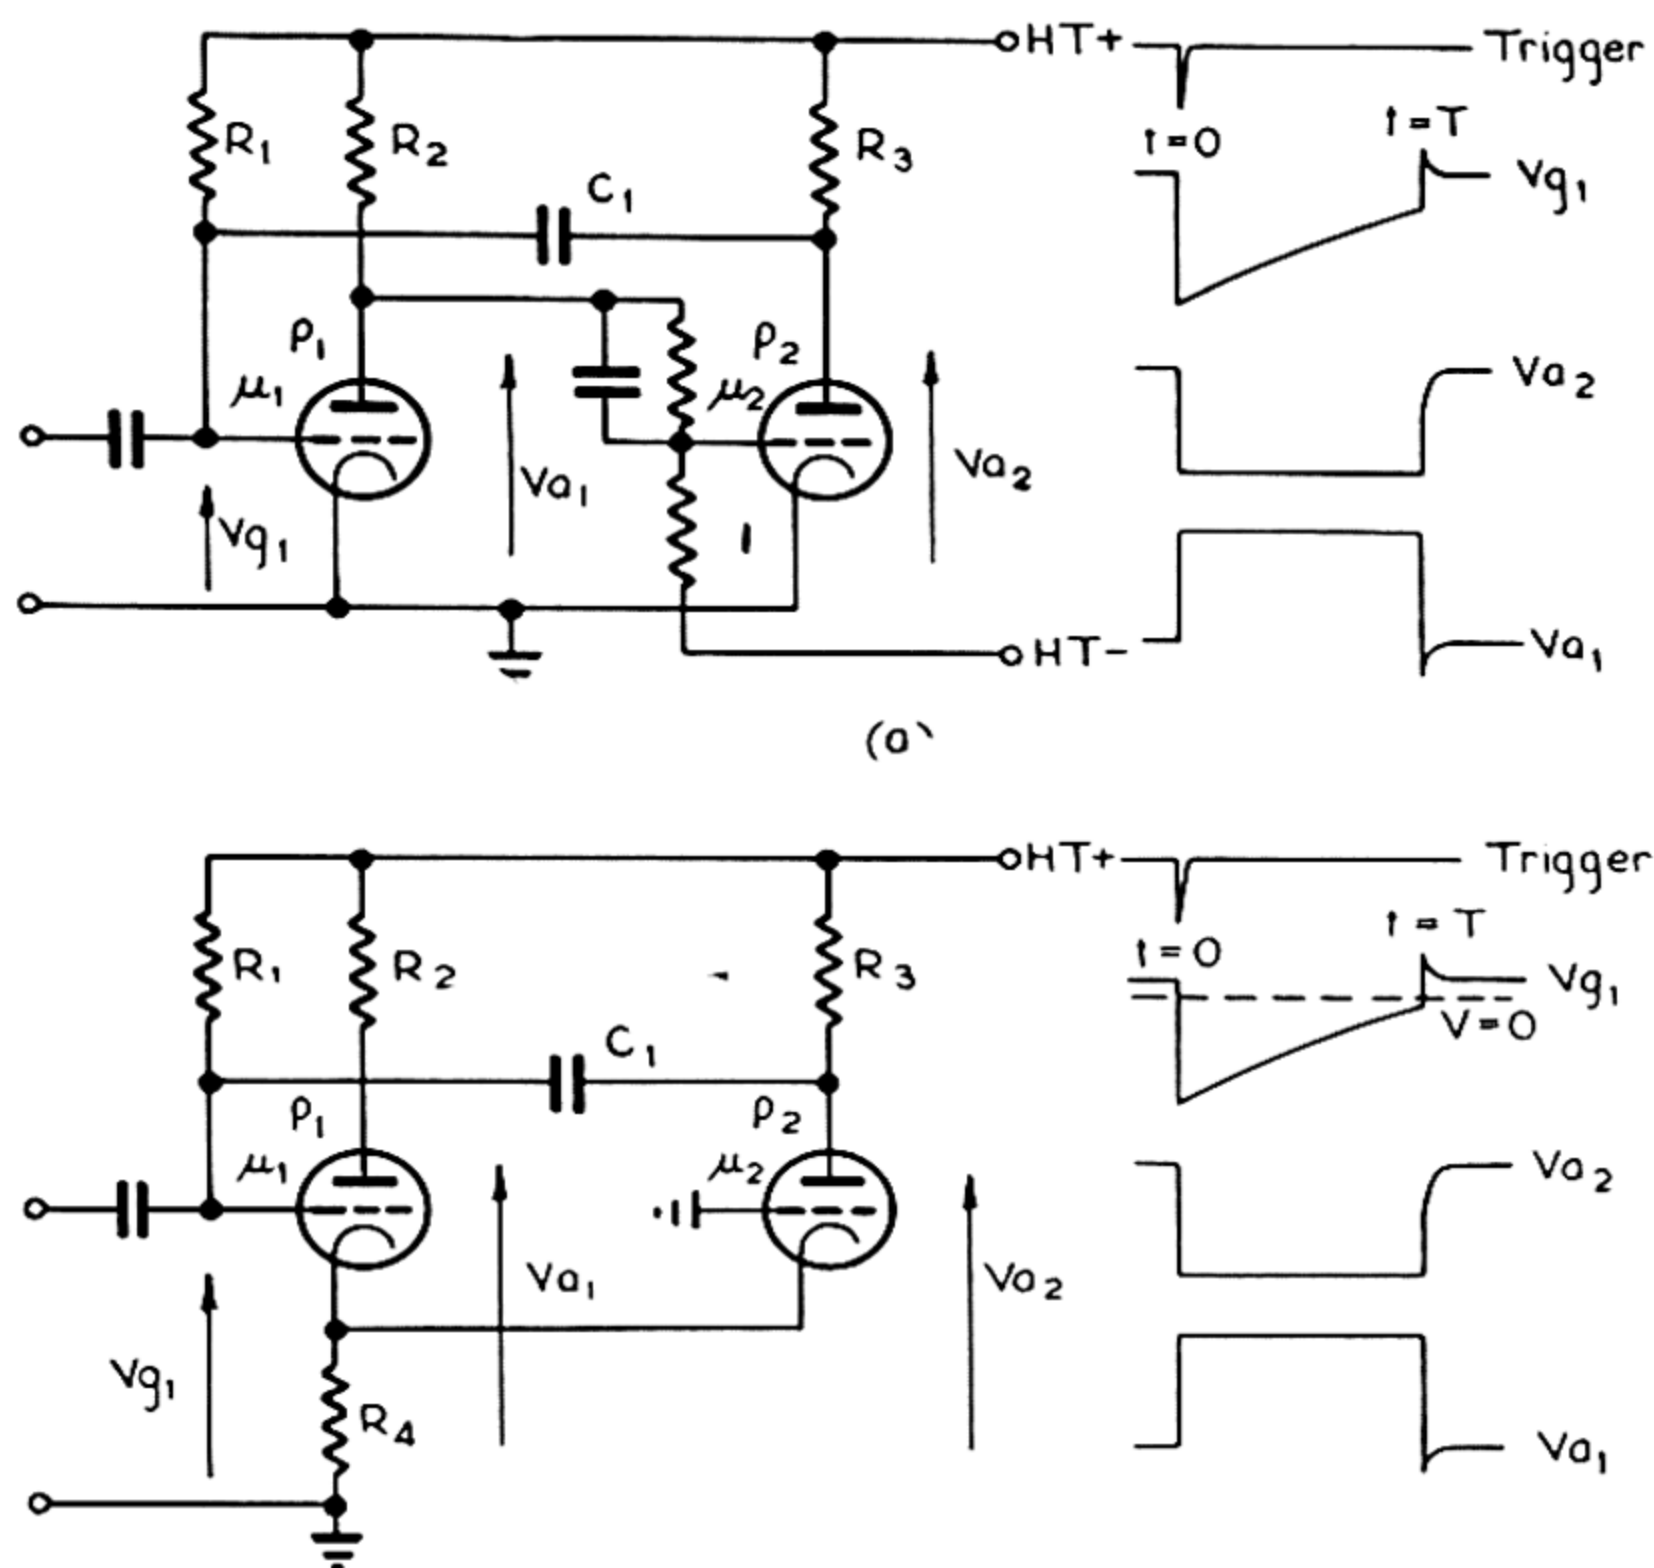 HT+
Trigger
R1
R2
R3
C1
t=0
t=T
Vg1
ρ1
μ1
ρ2
μ2
Va1
Va2
Vg1
Va2
HT-
Va1
(a)
HT+
Trigger
R1
R2
R3
C1
t=0
t=T
Vg1
V=0
ρ1
μ1
ρ2
μ2
Va1
Va2
Va2
Vg1
R4
Va1